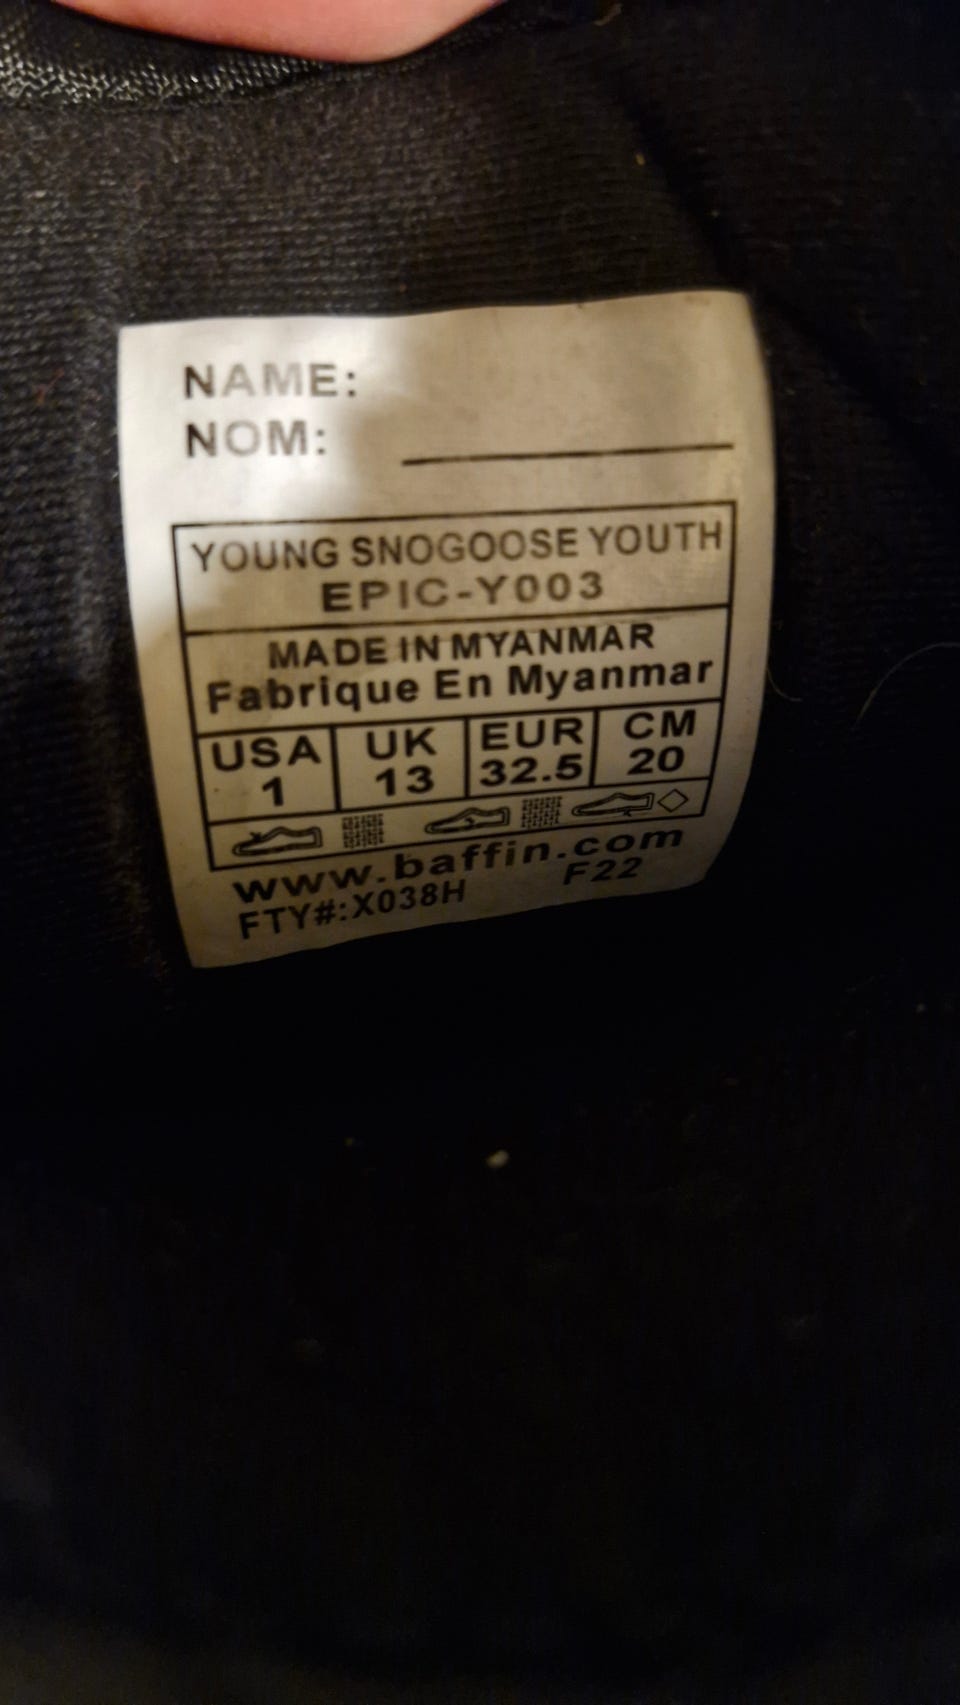 NAME:
NOM:
YOUNG SNOGOOSE YOUTH
EPIC-Y003
MADE IN MYANMAR
Fabrique En Myanmar
USA UK EUR CM
1 13 32.5 20
www.baffin.com
FTY#:X038H F22